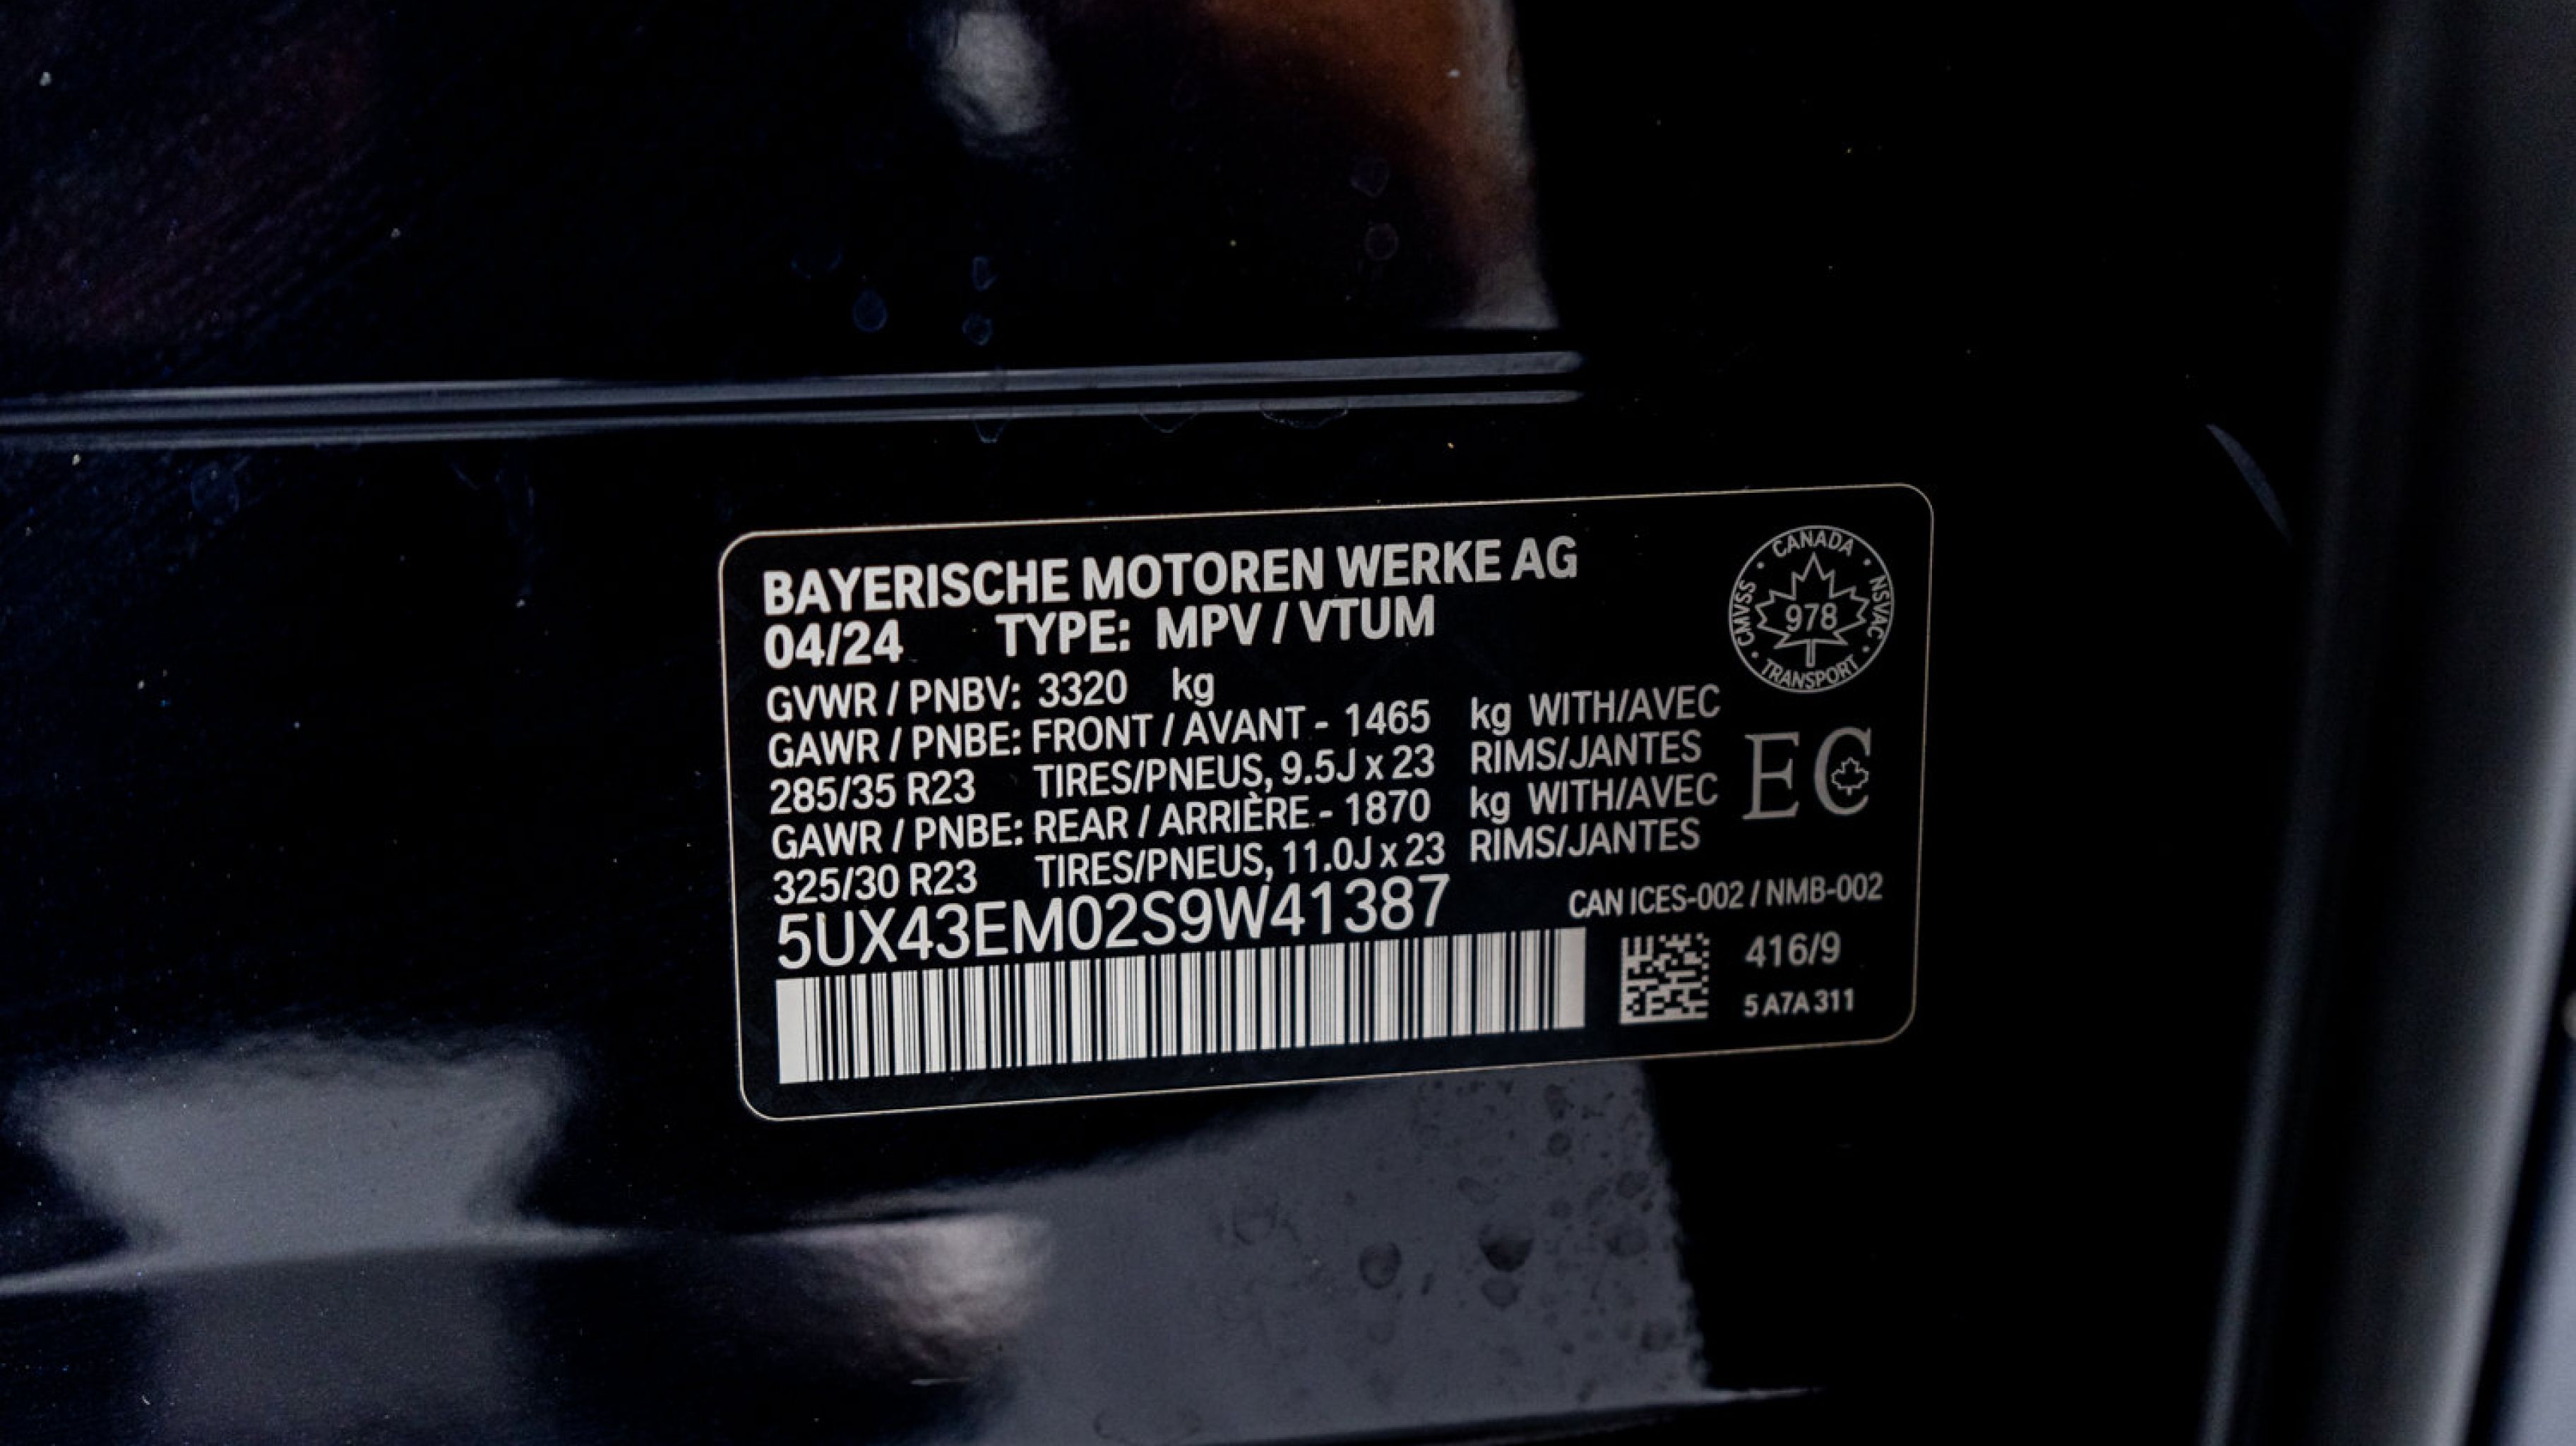 BAYERISCHE MOTOREN WERKE AG
04/24 TYPE: MPV / VTUM
GVWR / PNBV: 3320 kg
GAWR / PNBE: FRONT / AVANT - 1465 kg WITH/AVEC
285/35 R23 TIRES/PNEUS, 9.5J x 23 RIMS/JANTES
GAWR / PNBE: REAR / ARRIÈRE - 1870 kg WITH/AVEC
325/30 R23 TIRES/PNEUS, 11.0J x 23 RIMS/JANTES
5UX43EM02S9W41387
CANADA
CMVSS
978
NSVAC
TRANSPORT
EC
CAN ICES-002 / NMB-002
416/9
5 A7A 311